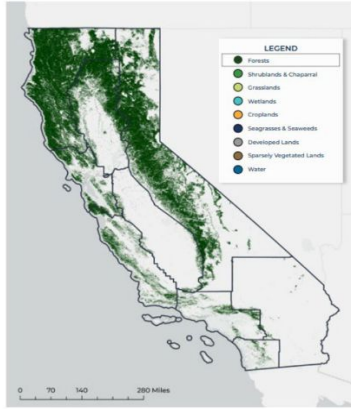 LEGEND
Forests
Shrublands & Chaparral
Grasslands
Wetlands
Croplands
Seagrasses & Seaweeds
Developed Lands
Sparsely Vegetated Lands
Water
0 70 140 280 Miles